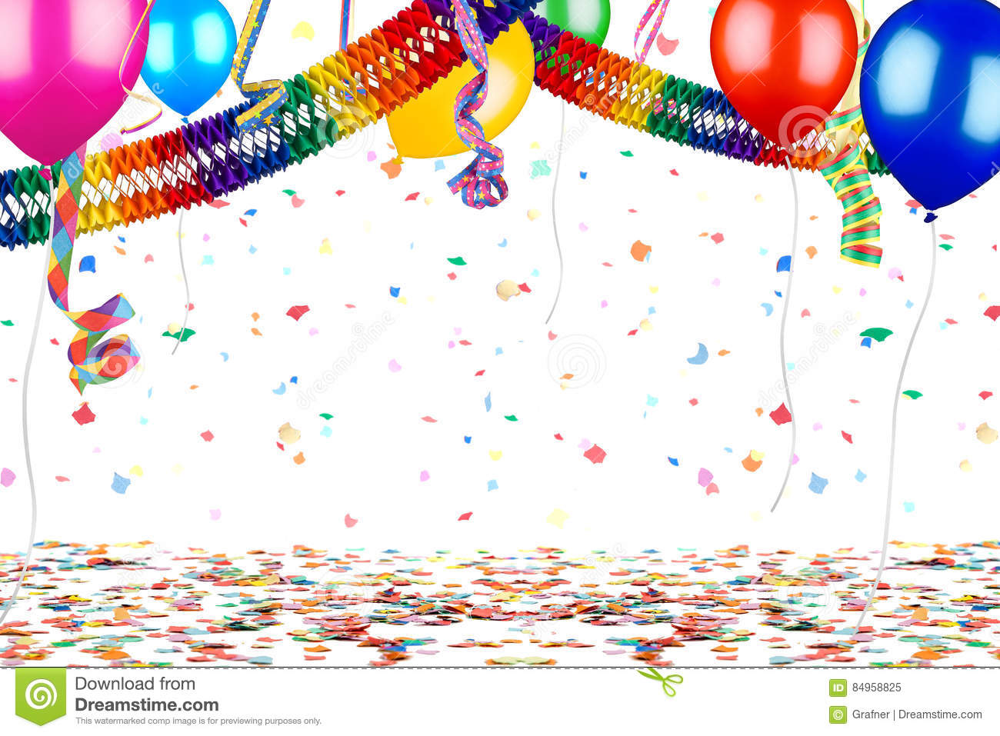 Download from
Dreamstime.com
This watermarked comp image is for previewing purposes only.
ID 84958825
© Grafner | Dreamstime.com